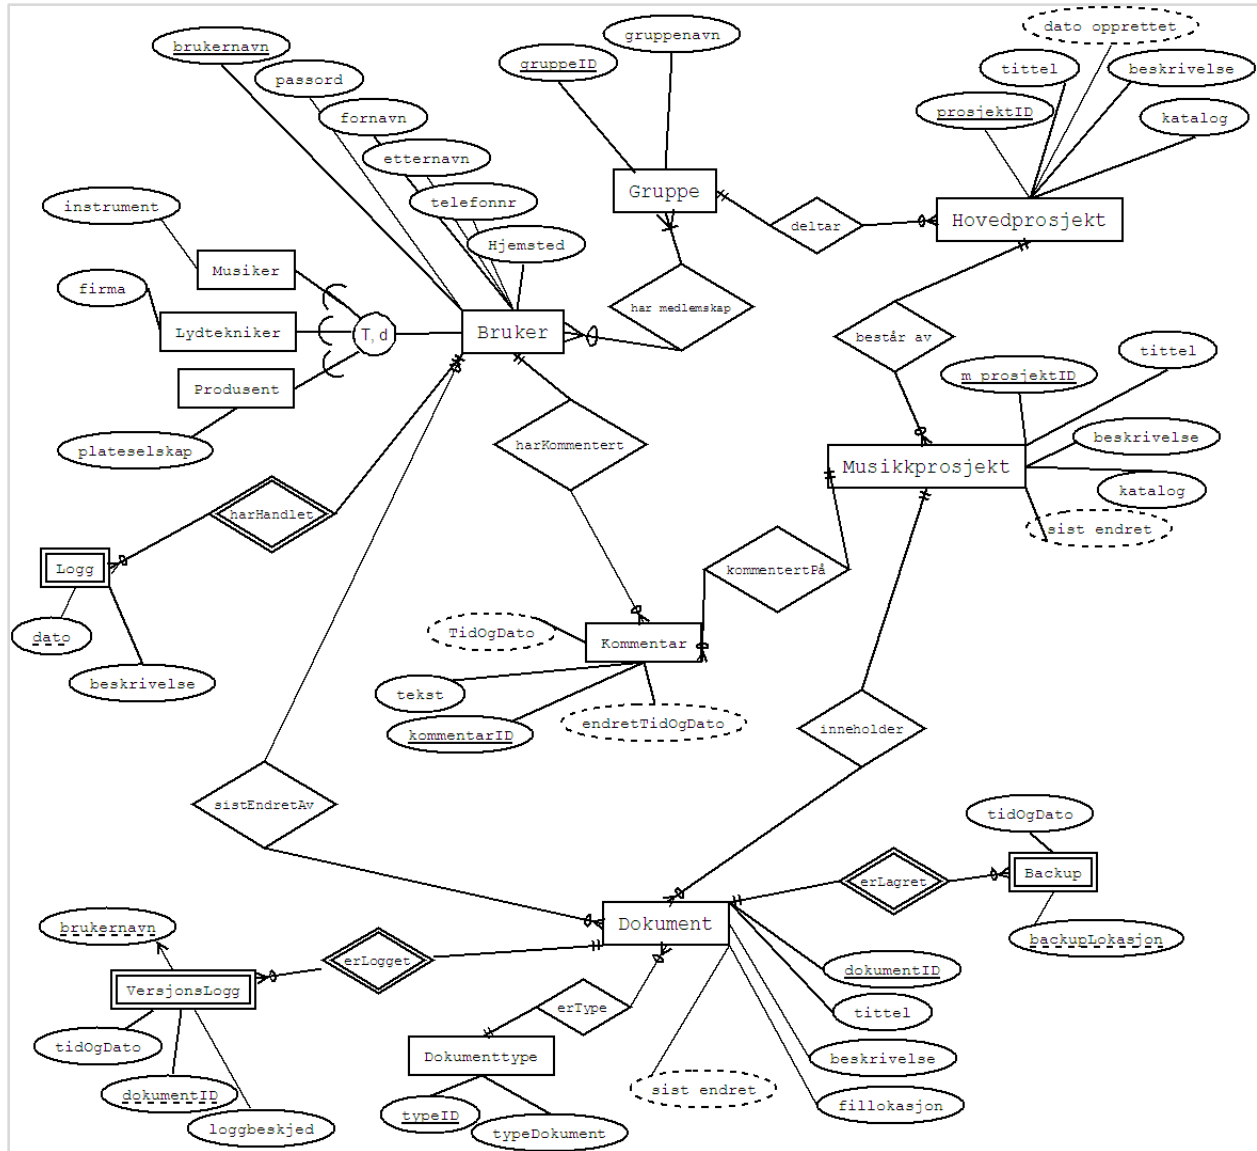 dato opprettet
gruppenavn
brukernavn
gruppeID
tittel
beskrivelse
passord
prosjektID
katalog
fornavn
etternavn
Gruppe
telefonnr
instrument
deltar
Hovedprosjekt
Hjemsted
Musiker
firma
har medlemskap
Lydtekniker
T, d
Bruker
består av
tittel
m_prosjektID
Produsent
harKommentert
beskrivelse
plateselskap
Musikkprosjekt
katalog
harHandlet
sist endret
Logg
kommentertPå
dato
TidOgDato
Kommentar
beskrivelse
tekst
endretTidOgDato
kommentarID
inneholder
sistEndretAv
tidOgDato
erLagret
Backup
brukernavn
Dokument
backupLokasjon
erLogget
dokumentID
VersjonsLogg
erType
tittel
tidOgDato
Dokumenttype
beskrivelse
dokumentID
sist endret
fillokasjon
typeID
loggbeskjed
typeDokument